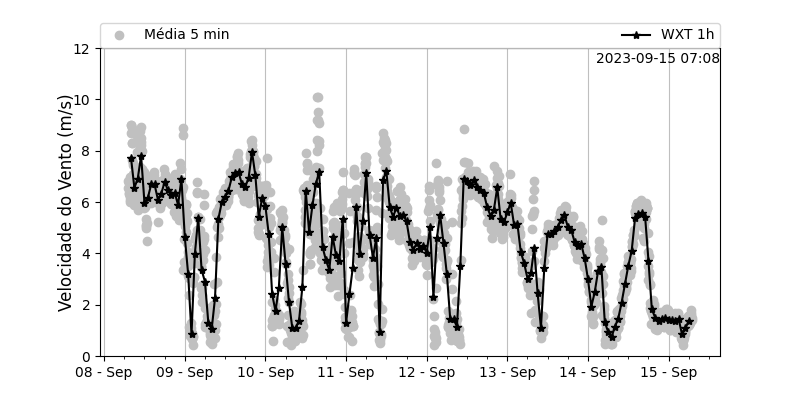 Média 5 min WXT 1h
2023-09-15 07:08
Velocidade do Vento (m/s)
12
10
8
6
4
2
0
08 - Sep 09 - Sep 10 - Sep 11 - Sep 12 - Sep 13 - Sep 14 - Sep 15 - Sep